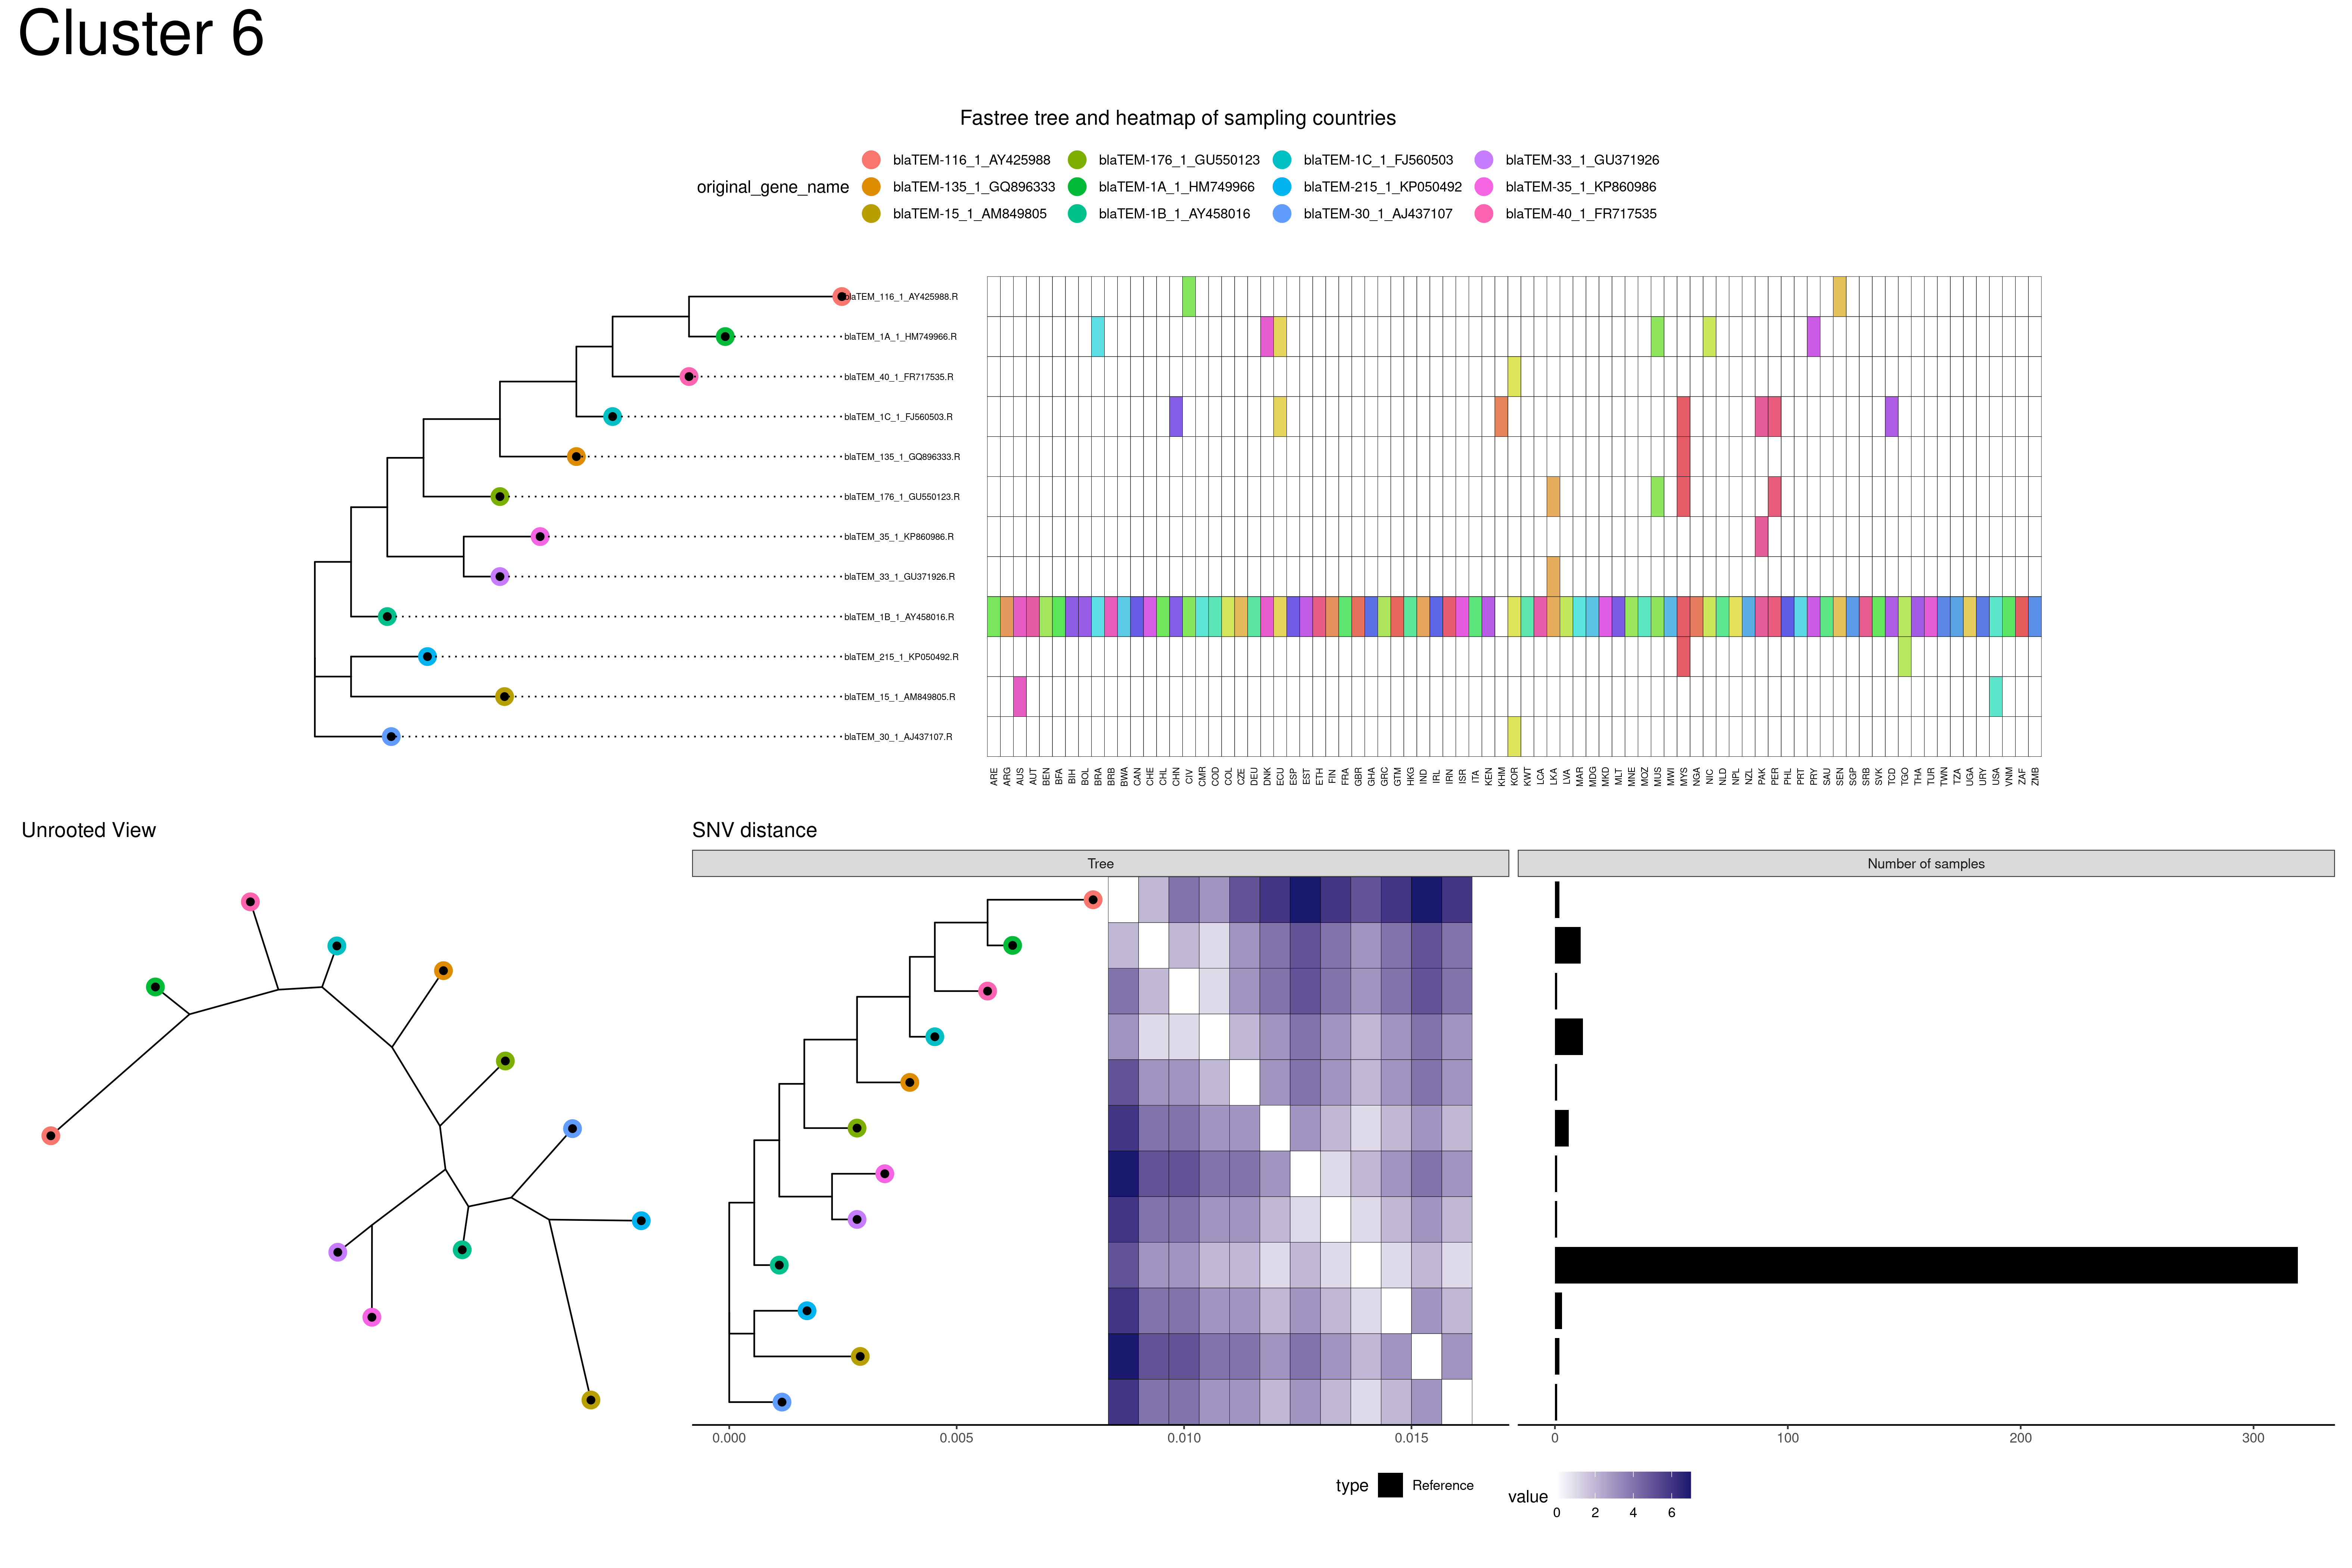 Cluster 6
Fastree tree and heatmap of sampling countries
original_gene_name
blaTEM-116_1_AY425988 blaTEM-176_1_GU550123 blaTEM-1C_1_FJ560503 blaTEM-33_1_GU371926
blaTEM-135_1_GQ896333 blaTEM-1A_1_HM749966 blaTEM-215_1_KP050492 blaTEM-35_1_KP860986
blaTEM-15_1_AM849805 blaTEM-1B_1_AY458016 blaTEM-30_1_AJ437107 blaTEM-40_1_FR717535
blaTEM_116_1_AY425988.R
blaTEM_1A_1_HM749966.R
blaTEM_40_1_FR717535.R
blaTEM_1C_1_FJ560503.R
blaTEM_135_1_GQ896333.R
blaTEM_176_1_GU550123.R
blaTEM_35_1_KP860986.R
blaTEM_33_1_GU371926.R
blaTEM_1B_1_AY458016.R
blaTEM_215_1_KP050492.R
blaTEM_15_1_AM849805.R
blaTEM_30_1_AJ437107.R
ARE ARG AUS AUT BEN BFA BIH BOL BRA BRB BWA CAN CHE CHL CHN CIV CMR COD COL CZE DEU DNK ECU ESP EST ETH FIN FRA GBR GHA GRC GTM HKG IND IRL IRN ISR ITA KEN KHM KOR KWT LCA LKA LVA MAR MDG MKD MLT MNE MOZ MUS MWI MYS NGA NIC NLD NPL NZL PAK PER PHL PRT PRY SAU SEN SGP SRB SVK TCD TGO THA TUR TWN TZA UGA URY USA VNM ZAF ZMB
Unrooted View
SNV distance
Tree
Number of samples
0.000 0.005 0.010 0.015
0 100 200 300
type Reference
value
0 2 4 6